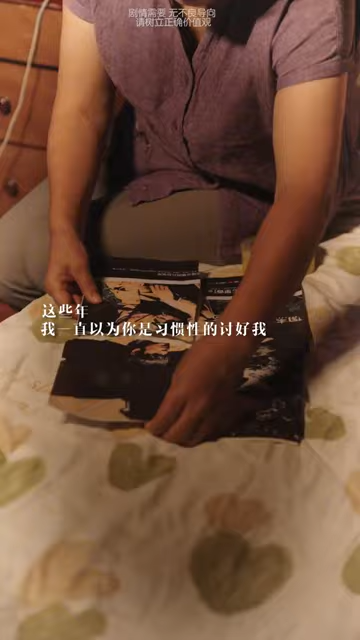 剧情需要 无不良导向
请树立正确价值观
这些年
我一直以为你是习惯性的讨好我